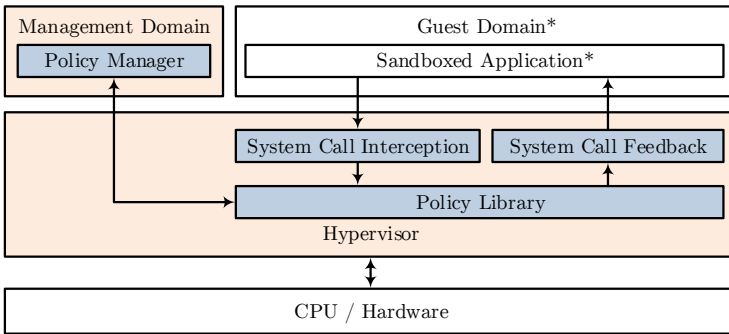 Management Domain
Policy Manager
Guest Domain*
Sandboxed Application*
System Call Interception
System Call Feedback
Policy Library
Hypervisor
CPU / Hardware